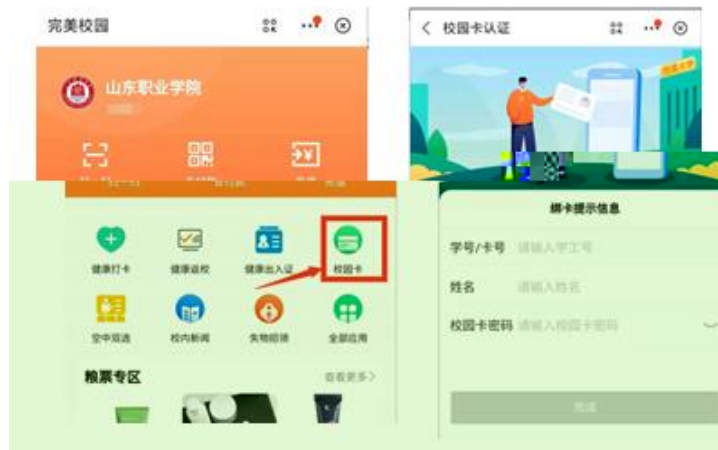 完美校园
山东职业学院
健康打卡 健康返校 健康出入证 校园卡
空中双选 校内新闻 失物招领 全部应用
粮票专区 查看更多>
校园卡认证
绑卡提示信息
学号/卡号 请输入学工号
姓名 请输入姓名
校园卡密码 请输入校园卡密码
完成